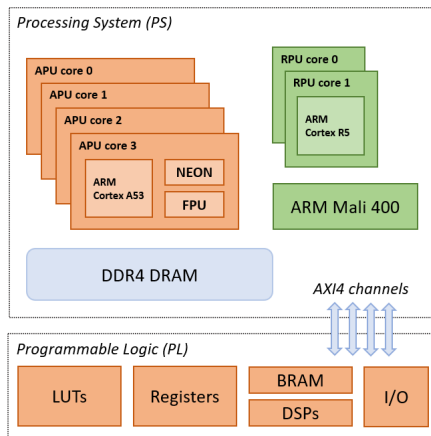 Processing System (PS)
APU core 0
APU core 1
APU core 2
APU core 3
ARM
Cortex A53
NEON
FPU
RPU core 0
RPU core 1
ARM
Cortex R5
ARM Mali 400
DDR4 DRAM
AXI4 channels
Programmable Logic (PL)
LUTs
Registers
BRAM
DSPs
I/O